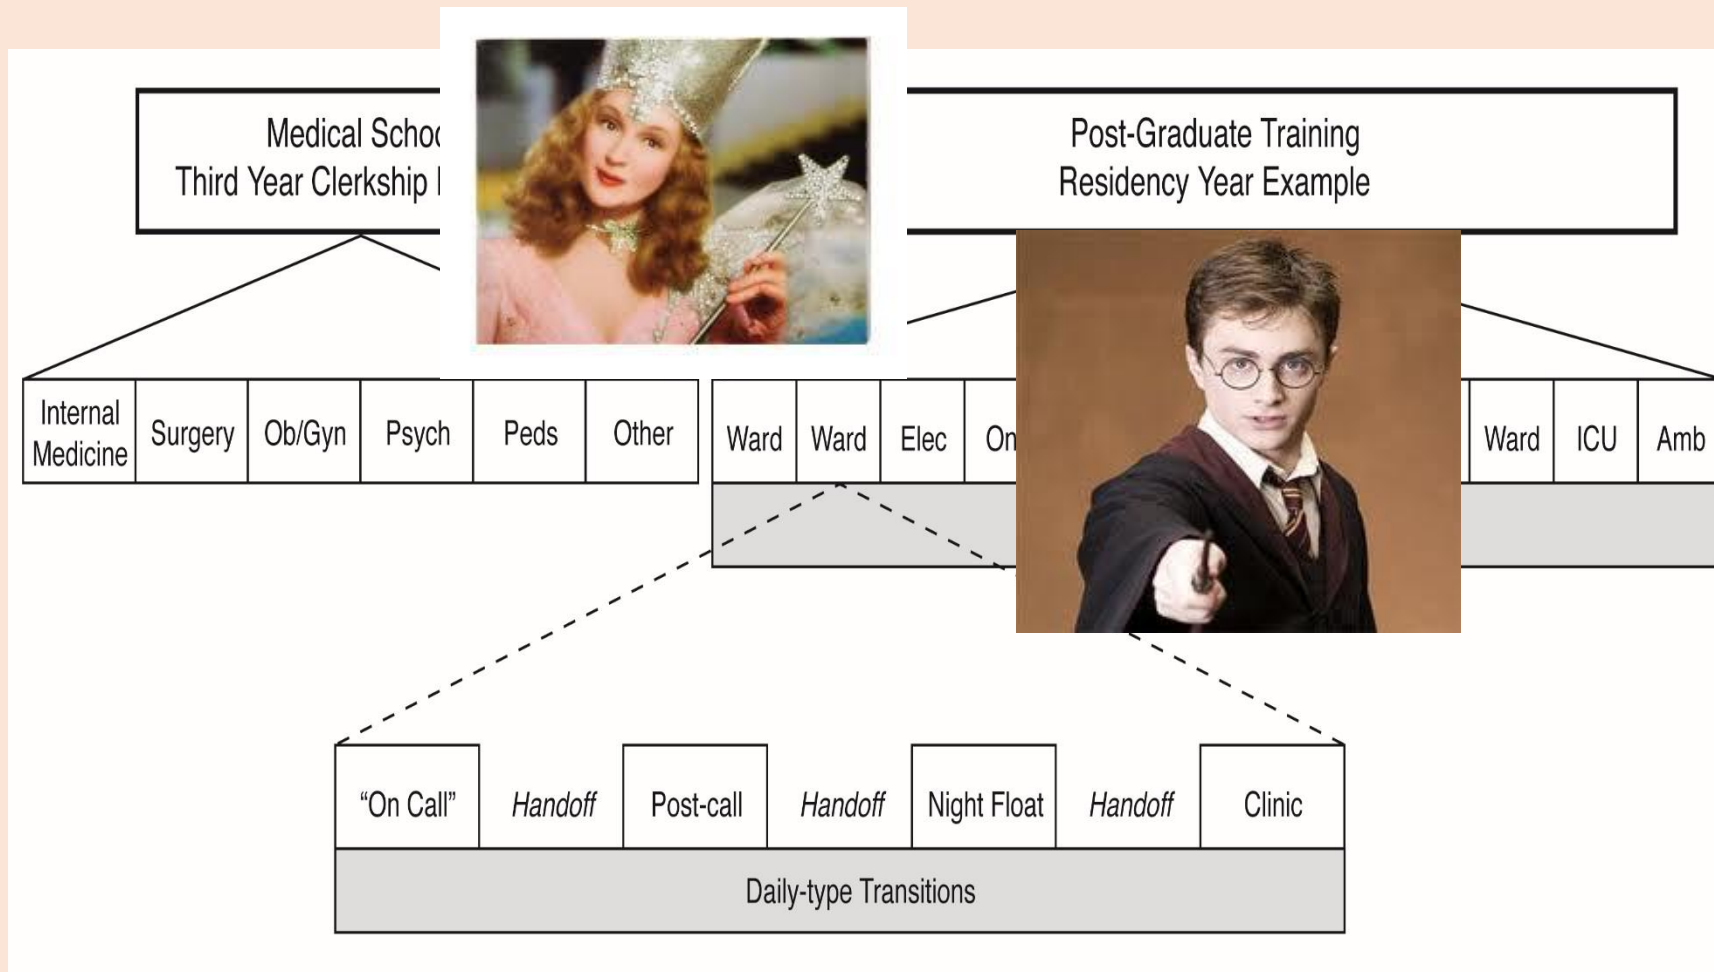 Medical Schoo
Third Year Clerkship
Post-Graduate Training
Residency Year Example
Internal
Medicine
Surgery
Ob/Gyn
Psych
Peds
Other
Ward
Ward
Elec
On
Ward
ICU
Amb
“On Call”
Handoff
Post-call
Handoff
Night Float
Handoff
Clinic
Daily-type Transitions